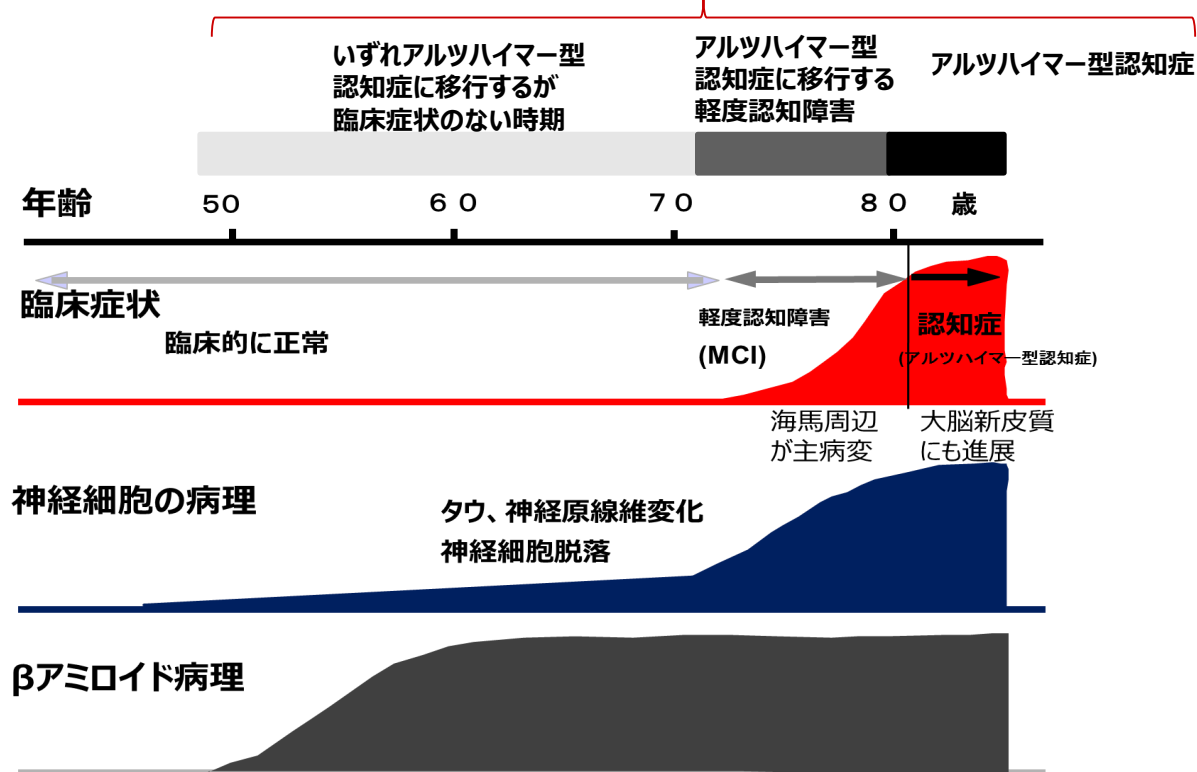 いずれアルツハイマー型
認知症に移行するが
臨床症状のない時期
アルツハイマー型
認知症に移行する
軽度認知障害
アルツハイマー型認知症
年齢 50 60 70 80 歳
臨床症状
臨床的に正常
軽度認知障害
(MCI)
認知症
(アルツハイマー型認知症)
海馬周辺
が主病変
大脳新皮質
にも進展
神経細胞の病理
タウ、神経原線維変化
神経細胞脱落
βアミロイド病理